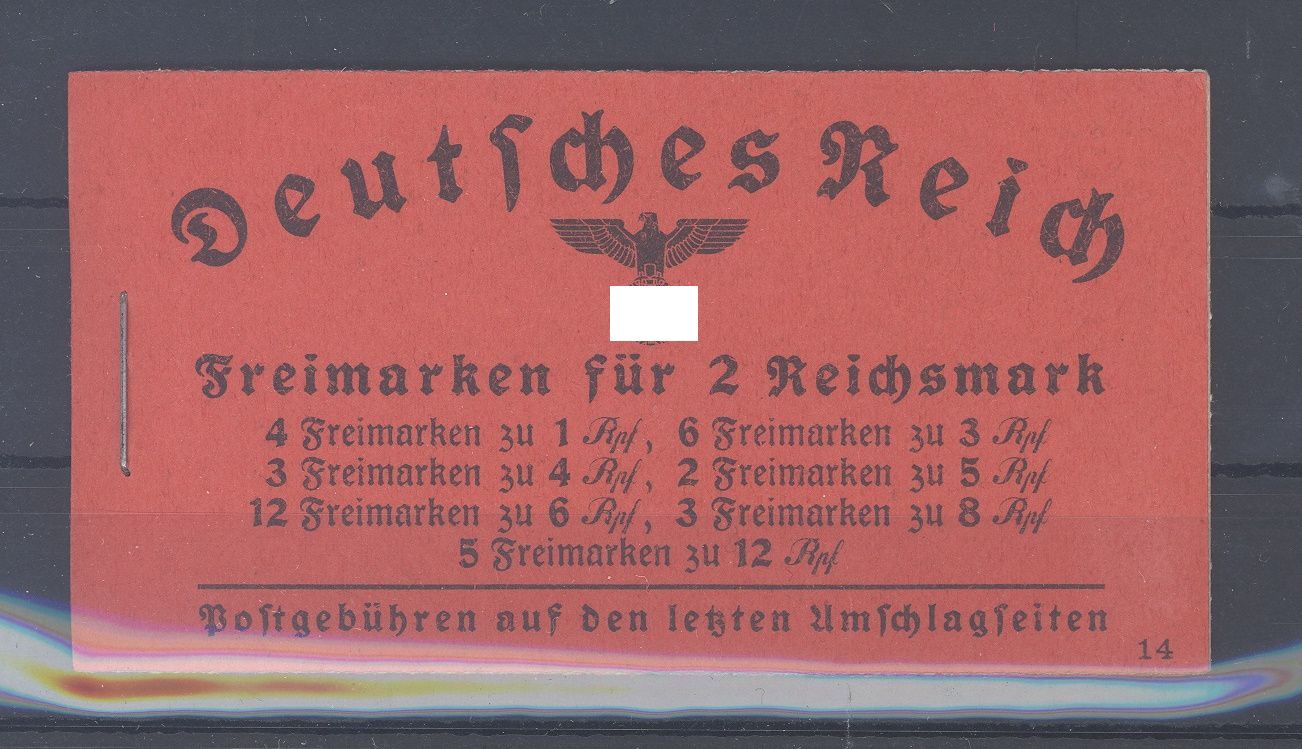 Deutſches Reich
Freimarken für 2 Reichsmark
4 Freimarken zu 1 Rpf, 6 Freimarken zu 3 Rpf
3 Freimarken zu 4 Rpf, 2 Freimarken zu 5 Rpf
12 Freimarken zu 6 Rpf, 3 Freimarken zu 8 Rpf
5 Freimarken zu 12 Rpf
Poſtgebühren auf den letzten Umſchlagſeiten
14